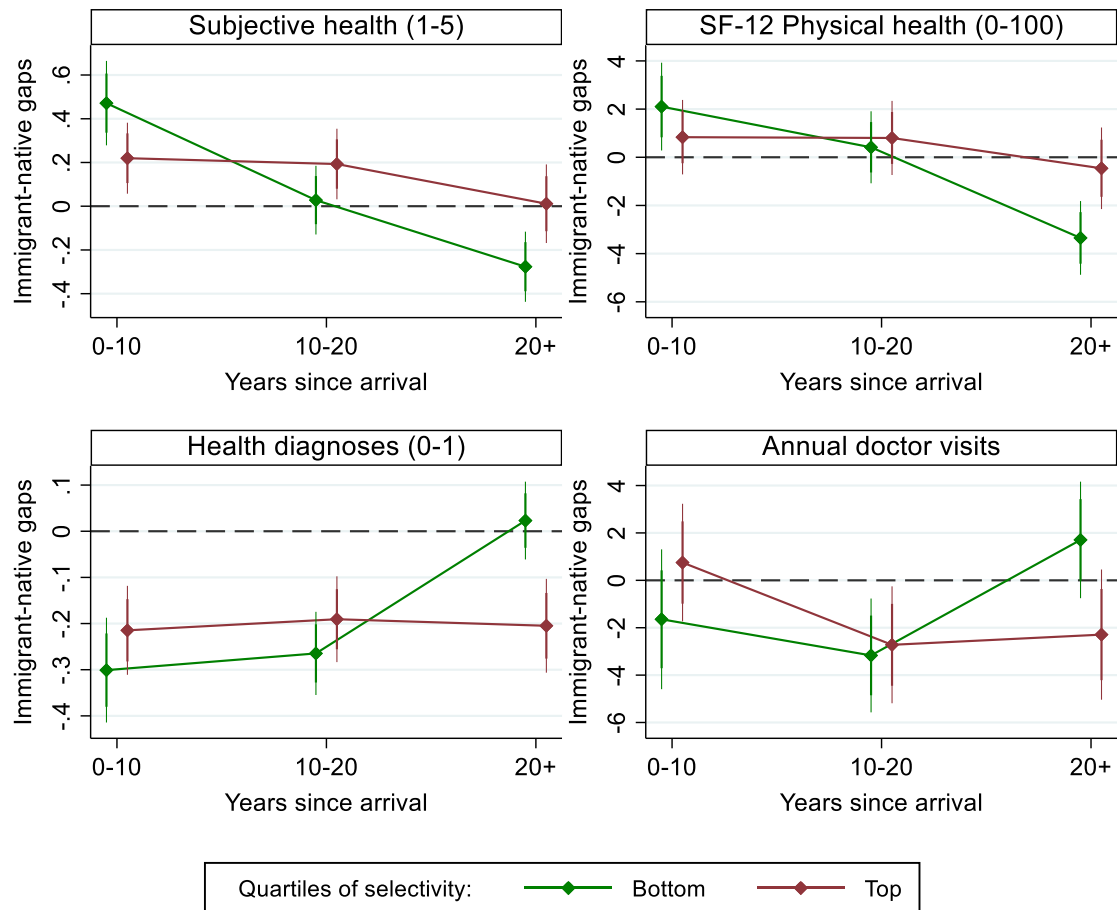 Subjective health (1-5)
Immigrant-native gaps
.6
.4
.2
0
-.2
-.4
0-10
10-20
20+
Years since arrival
SF-12 Physical health (0-100)
Immigrant-native gaps
4
2
0
-2
-4
-6
0-10
10-20
20+
Years since arrival
Health diagnoses (0-1)
Immigrant-native gaps
.1
0
-.1
-.2
-.3
-.4
0-10
10-20
20+
Years since arrival
Annual doctor visits
Immigrant-native gaps
4
2
0
-2
-4
-6
0-10
10-20
20+
Years since arrival
Quartiles of selectivity: Bottom Top